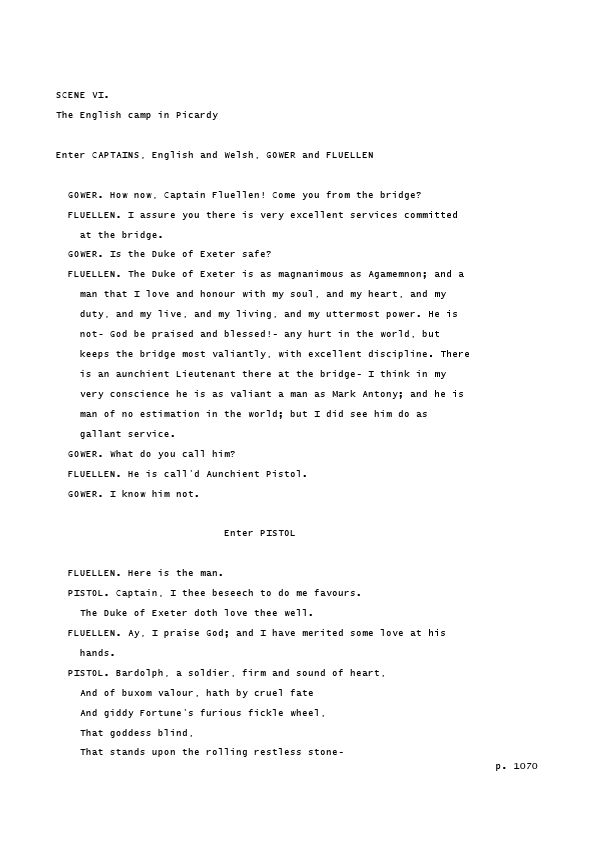 SCENE VI.
The English camp in Picardy
Enter CAPTAINS, English and Welsh, GOWER and FLUELLEN
GOWER. How now, Captain Fluellen! Come you from the bridge?
FLUELLEN. I assure you there is very excellent services committed
at the bridge.
GOWER. Is the Duke of Exeter safe?
FLUELLEN. The Duke of Exeter is as magnanimous as Agamemnon; and a
man that I love and honour with my soul, and my heart, and my
duty, and my live, and my living, and my uttermost power. He is
not- God be praised and blessed!- any hurt in the world, but
keeps the bridge most valiantly, with excellent discipline. There
is an aunchient Lieutenant there at the bridge- I think in my
very conscience he is as valiant a man as Mark Antony; and he is
man of no estimation in the world; but I did see him do as
gallant service.
GOWER. What do you call him?
FLUELLEN. He is call'd Aunchient Pistol.
GOWER. I know him not.
Enter PISTOL
FLUELLEN. Here is the man.
PISTOL. Captain, I thee beseech to do me favours.
The Duke of Exeter doth love thee well.
FLUELLEN. Ay, I praise God; and I have merited some love at his
hands.
PISTOL. Bardolph, a soldier, firm and sound of heart,
And of buxom valour, hath by cruel fate
And giddy Fortune's furious fickle wheel,
That goddess blind,
That stands upon the rolling restless stone-
p. 1070